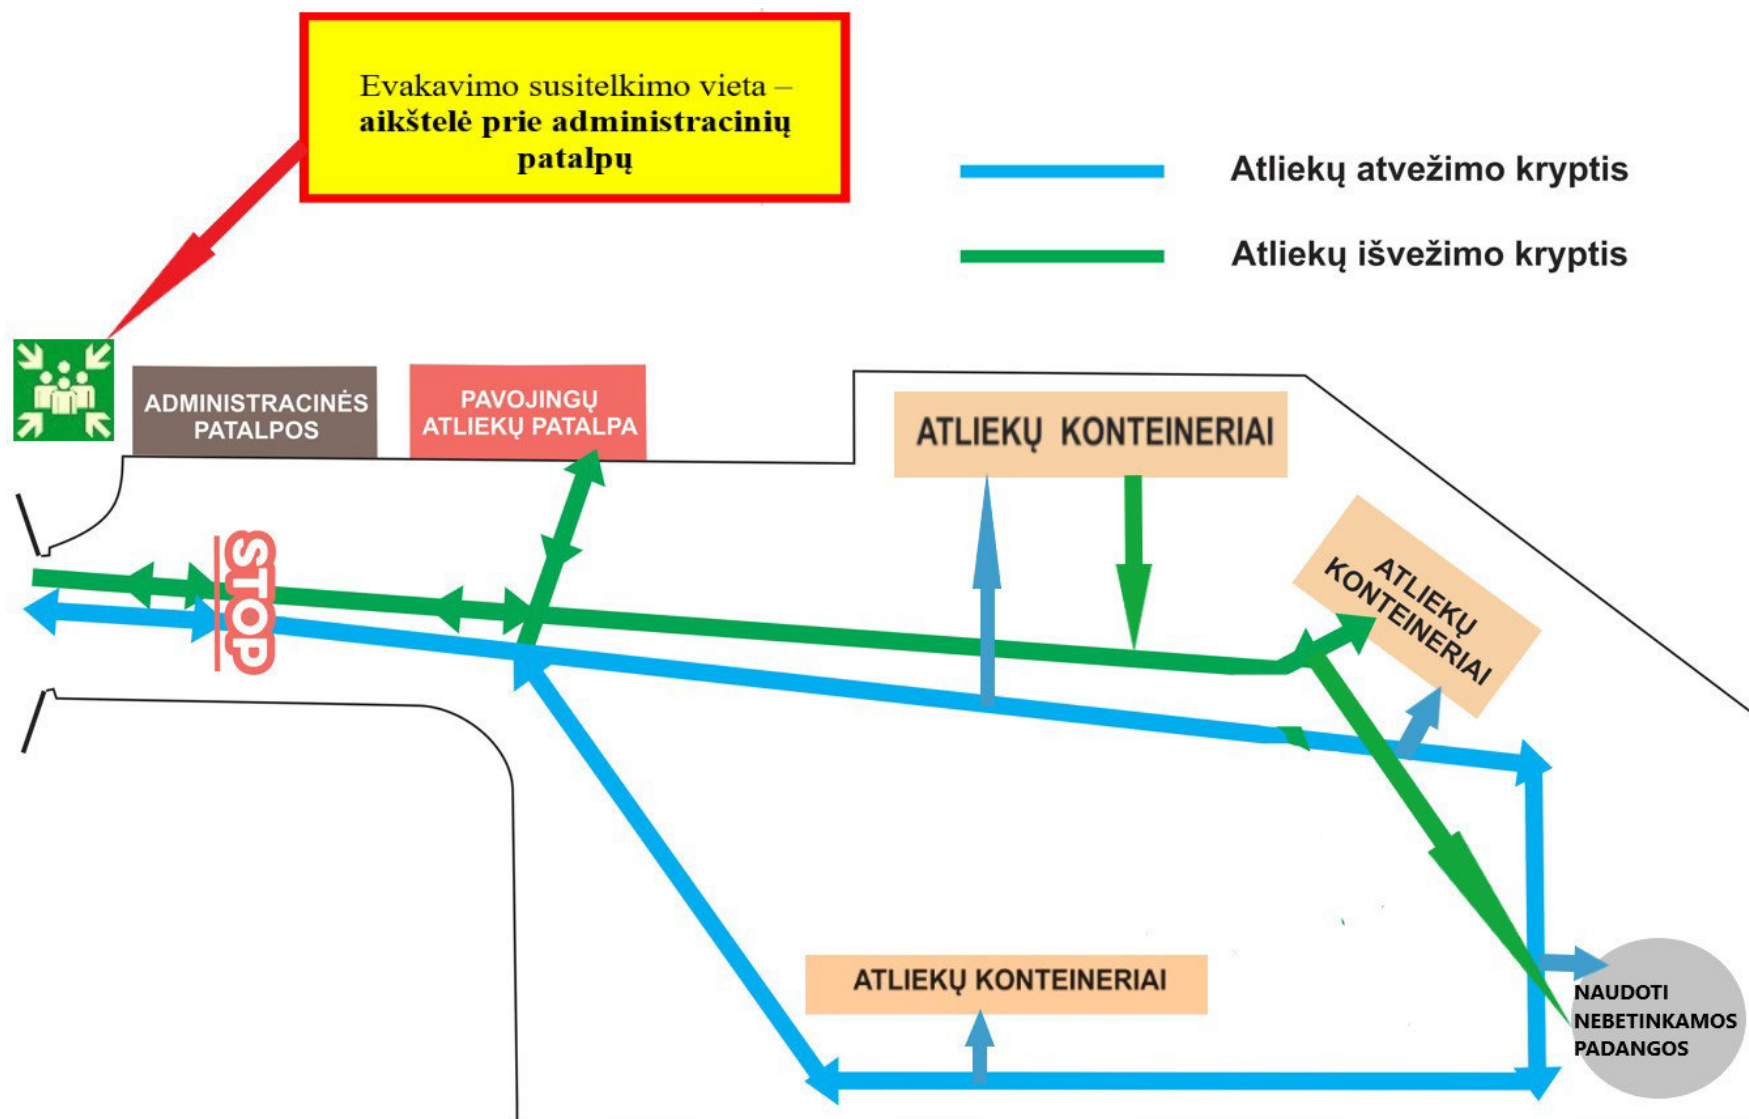 Evakavimo susitelkimo vieta –
aikštelė prie administracinių
patalpų
Atliekų atvežimo kryptis
Atliekų išvežimo kryptis
ADMINISTRACINĖS
PATALPOS
PAVOJINGŲ
ATLIEKŲ PATALPA
ATLIEKŲ KONTEINERIAI
STOP
ATLIEKŲ
KONTEINERIAI
ATLIEKŲ KONTEINERIAI
NAUDOTI
NEBETINKAMOS
PADANGOS